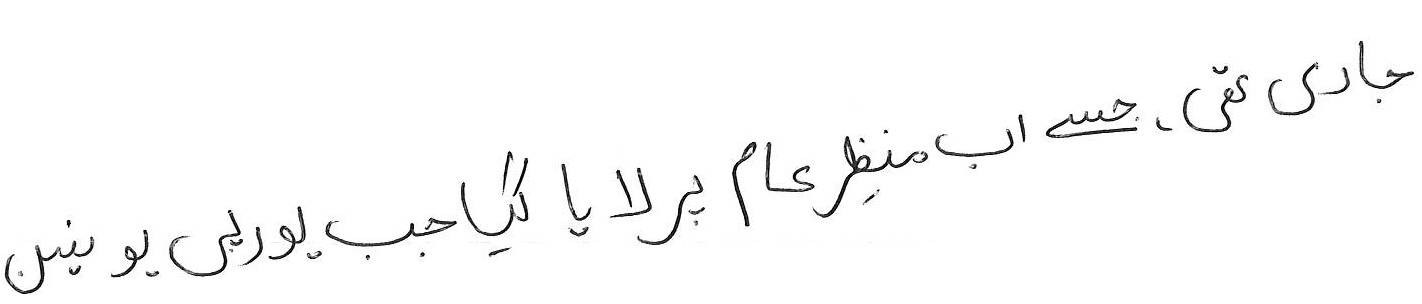 جاری تھی، جسے اب منظرِ عام پر لایا گیا جب یورپی یونین